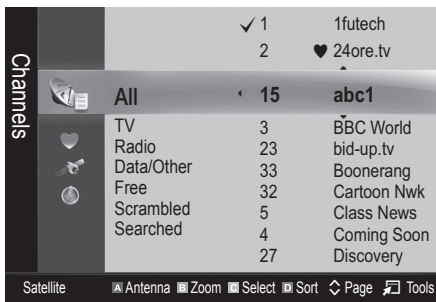 Channels
✓ 1 1futech
2 ♥ 24ore.tv
All 15 abc1
TV 3 BBC World
Radio 23 bid-up.tv
Data/Other 33 Boonerang
Free 32 Cartoon Nwk
Scrambled 5 Class News
Searched 4 Coming Soon
27 Discovery
Satellite A Antenna B Zoom C Select D Sort Page Tools